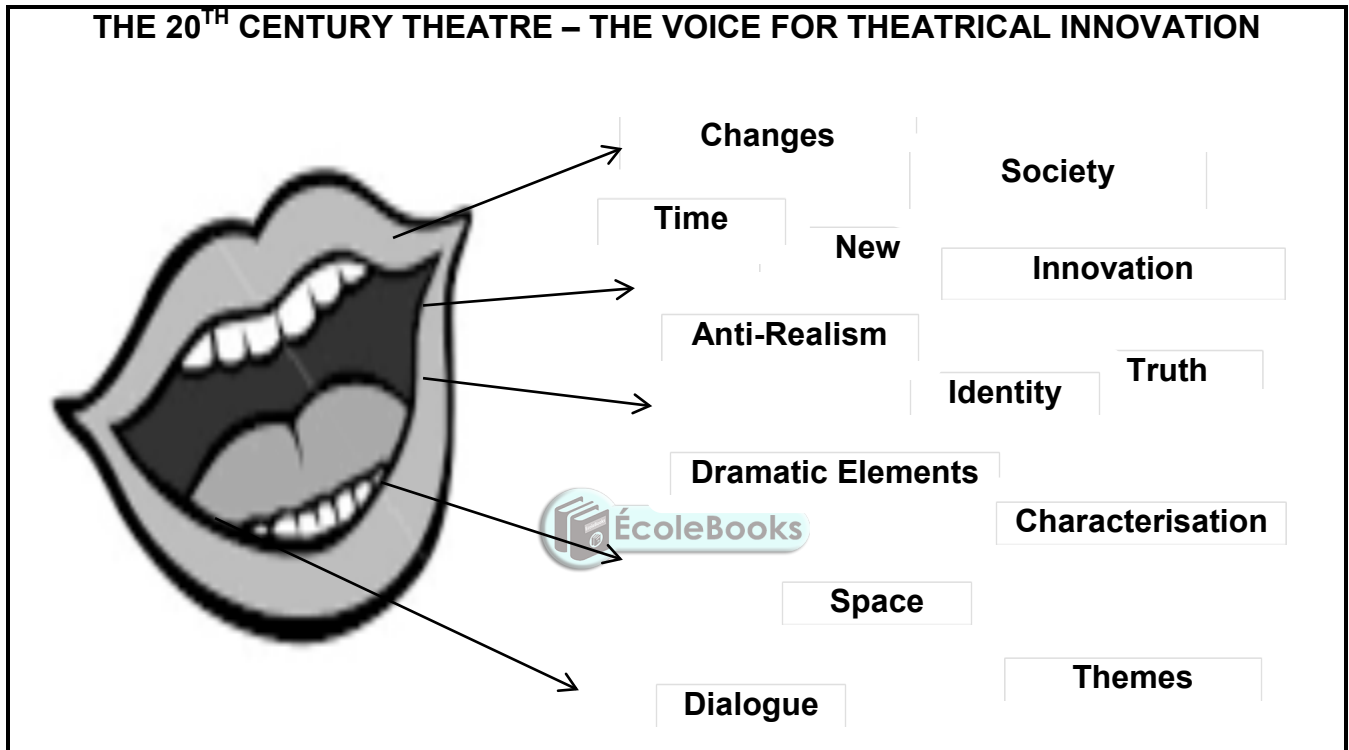 THE 20TH CENTURY THEATRE – THE VOICE FOR THEATRICAL INNOVATION
Changes
Society
Time
New
Innovation
Anti-Realism
Truth
Identity
Dramatic Elements
ÉcoleBooks
Characterisation
Space
Themes
Dialogue